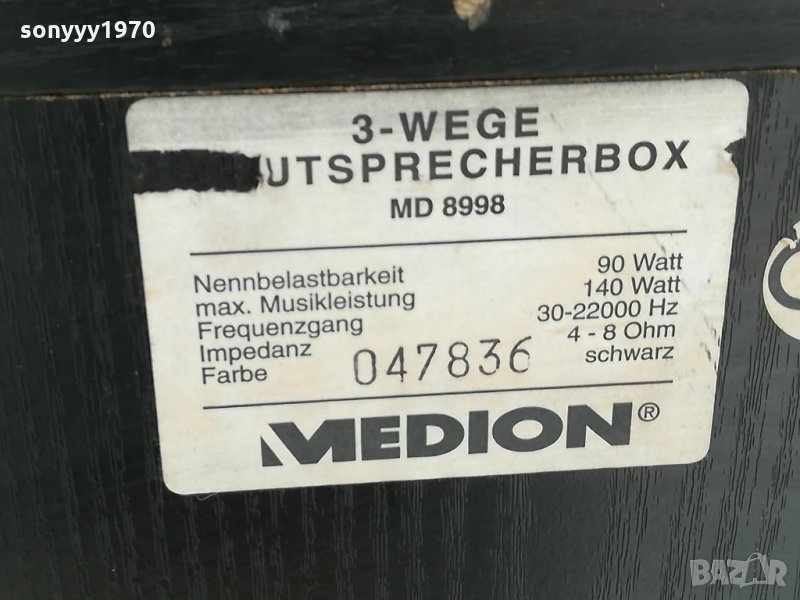 sonyyy1970
3-WEGE
UTSPRECHERBOX
MD 8998
Nennbelastbarkeit 90 Watt
max. Musikleistung 140 Watt
Frequenzgang 30-22000 Hz
Impedanz 4 - 8 Ohm
Farbe schwarz
047836
MEDION®
BAZAR